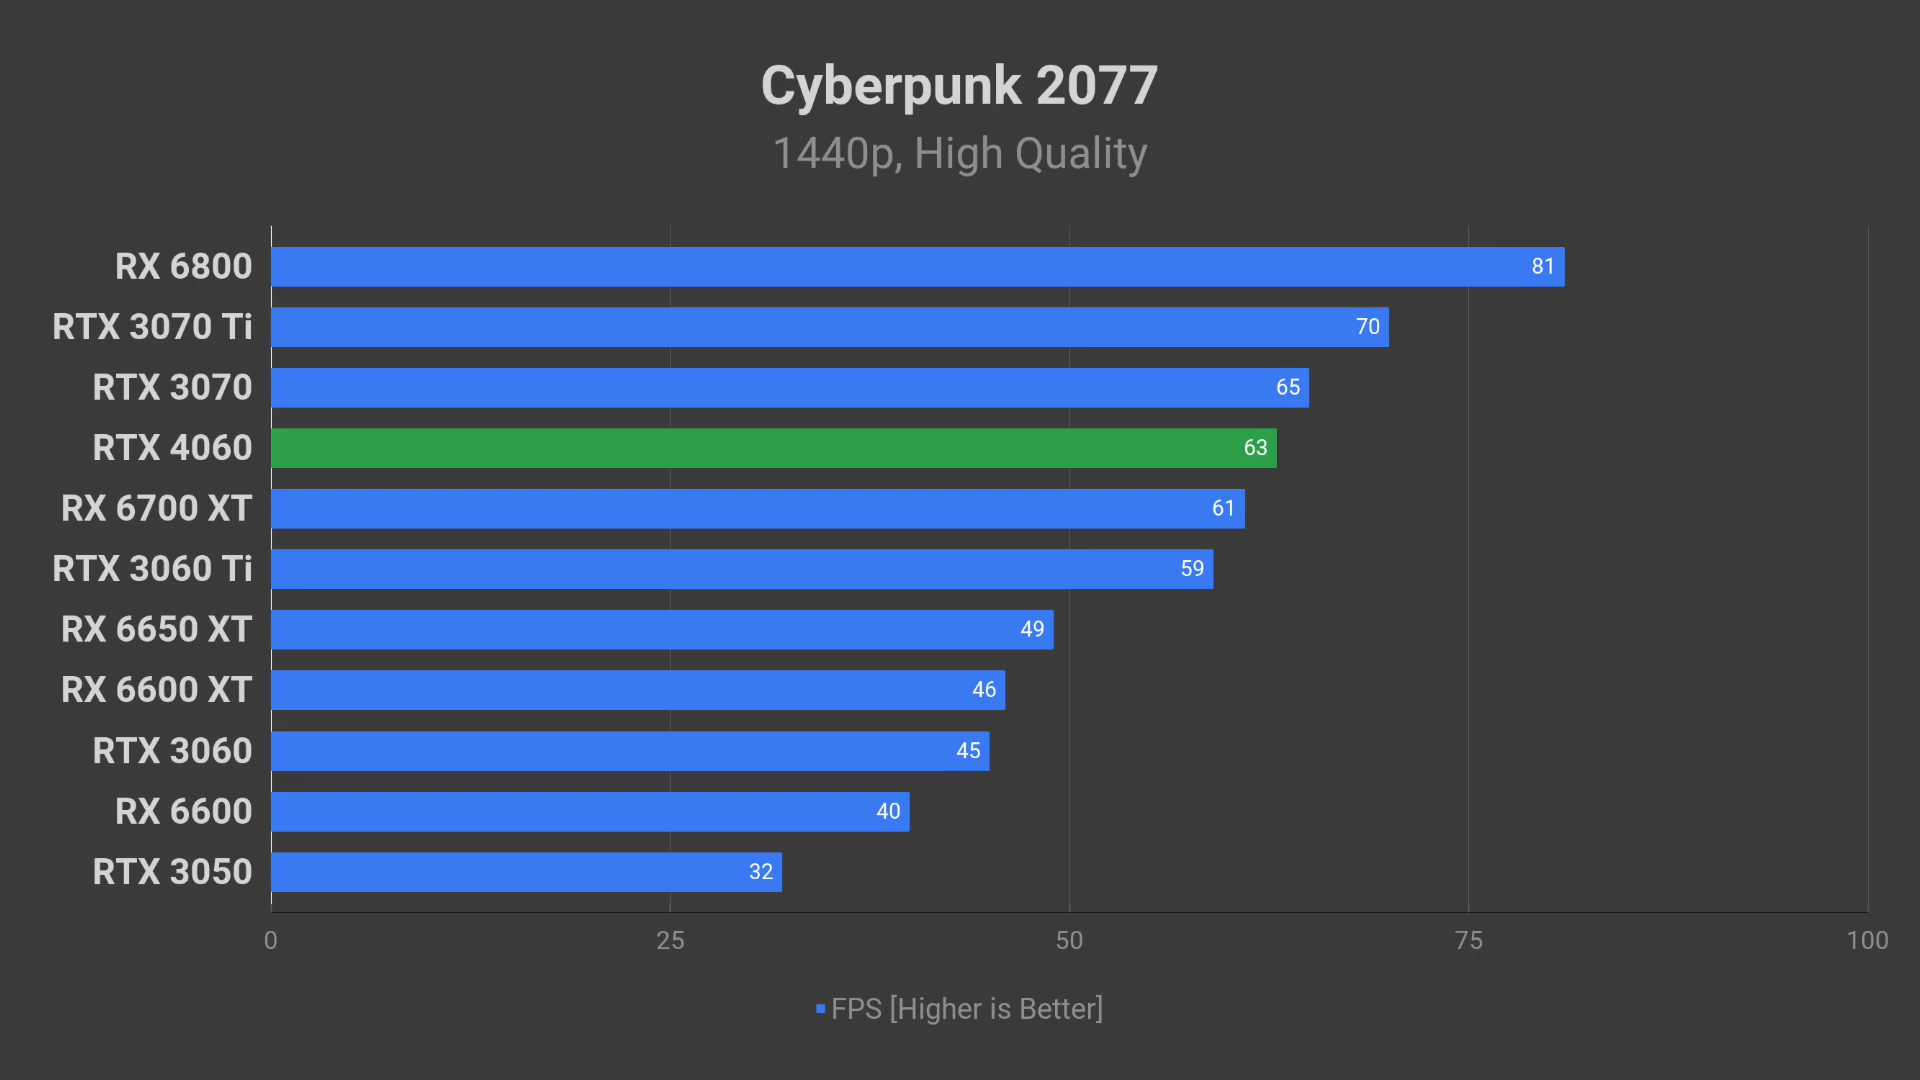 Cyberpunk 2077
1440p, High Quality
RX 6800 81
RTX 3070 Ti 70
RTX 3070 65
RTX 4060 63
RX 6700 XT 61
RTX 3060 Ti 59
RX 6650 XT 49
RX 6600 XT 46
RTX 3060 45
RX 6600 40
RTX 3050 32
0 25 50 75 100
FPS [Higher is Better]